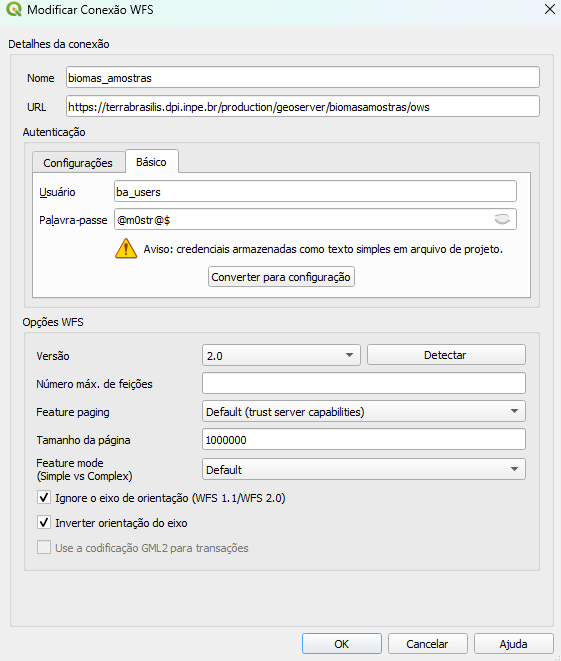 Modificar Conexão WFS
Detalhes da conexão
Nome biomas_amostras
URL https://terrabrasilis.dpi.inpe.br/production/geoserver/biomasamostras/ows
Autenticação
Configurações Básico
Usuário ba_users
Palavra-passe @m0str@$
Aviso: credenciais armazenadas como texto simples em arquivo de projeto.
Converter para configuração
Opções WFS
Versão 2.0 Detectar
Número máx. de feições
Feature paging Default (trust server capabilities)
Tamanho da página 1000000
Feature mode
(Simple vs Complex) Default
Ignore o eixo de orientação (WFS 1.1/WFS 2.0)
Inverter orientação do eixo
Use a codificação GML2 para transações
OK Cancelar Ajuda